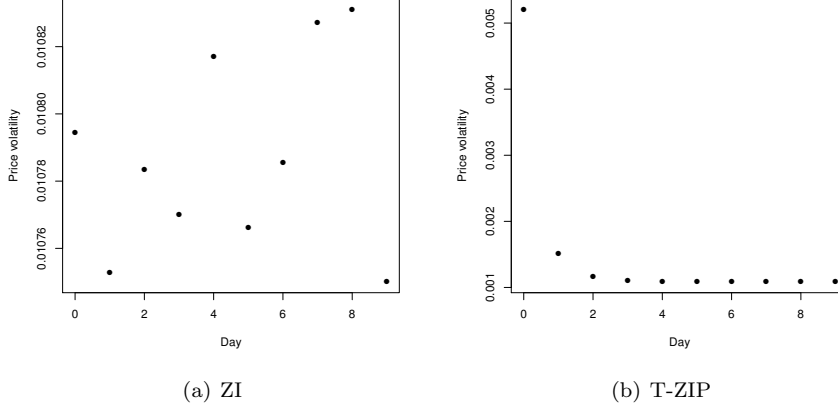 0.01082
0.01080
0.01078
0.01076
Price volatility
0 2 4 6 8
Day
(a) ZI
0.005
0.004
0.003
0.002
0.001
Price volatility
0 2 4 6 8
Day
(b) T-ZIP